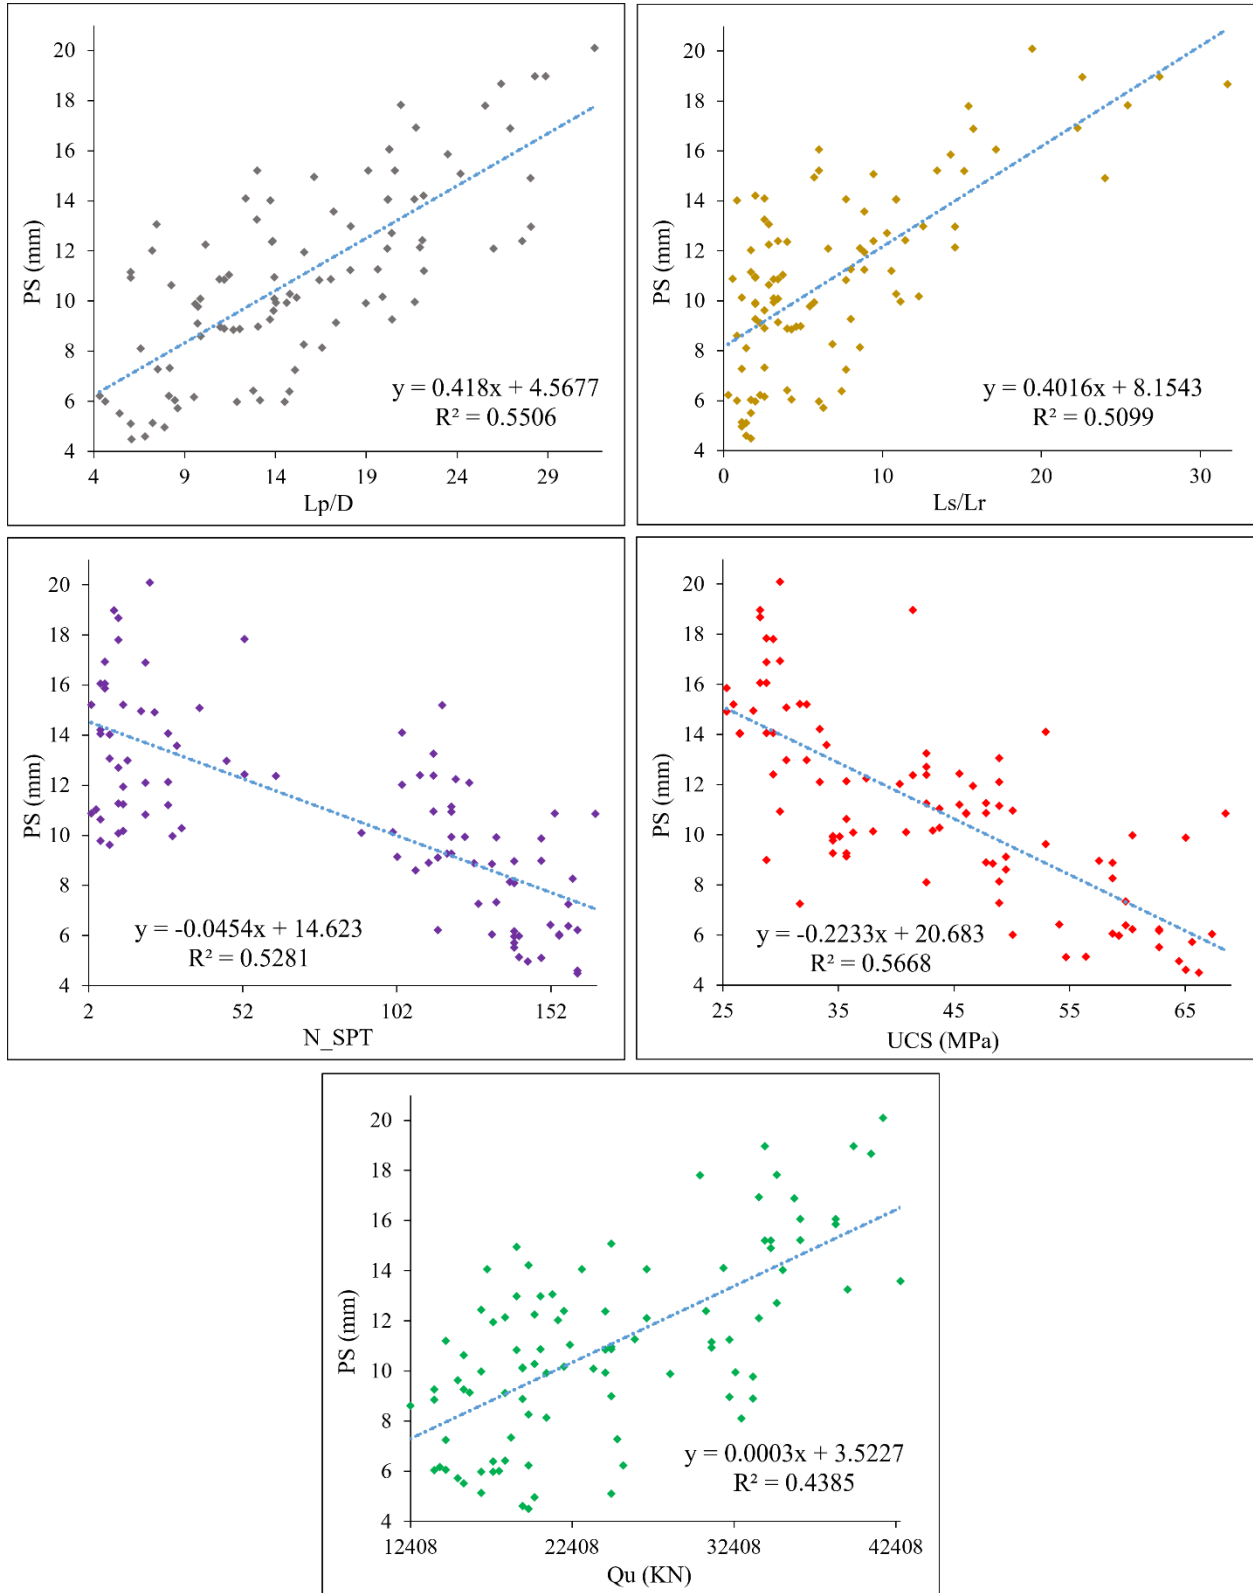 20
18
16
14
12
10
8
6
4
PS (mm)
y = 0.418x + 4.5677
R² = 0.5506
4 9 14 19 24 29
Lp/D
20
18
16
14
12
10
8
6
4
PS (mm)
y = 0.4016x + 8.1543
R² = 0.5099
0 10 20 30
Ls/Lr
20
18
16
14
12
10
8
6
4
PS (mm)
y = -0.0454x + 14.623
R² = 0.5281
2 52 102 152
N_SPT
20
18
16
14
12
10
8
6
4
PS (mm)
y = -0.2233x + 20.683
R² = 0.5668
25 35 45 55 65
UCS (MPa)
20
18
16
14
12
10
8
6
4
PS (mm)
y = 0.0003x + 3.5227
R² = 0.4385
12408 22408 32408 42408
Qu (KN)